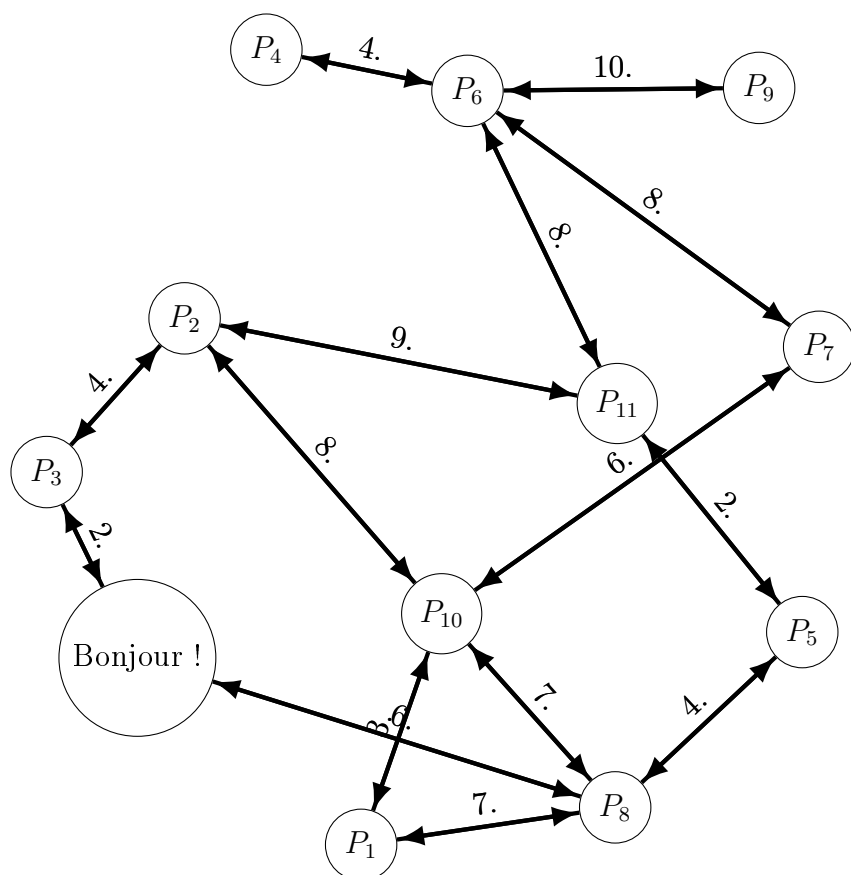 P₄
4.
P₆
10.
P₉
8.
8.
P₂
9.
P₇
4.
P₁₁
8.
6.
P₃
2.
2.
P₁₀
P₅
Bonjour !
7.
4.
3.
6.
7.
P₈
P₁